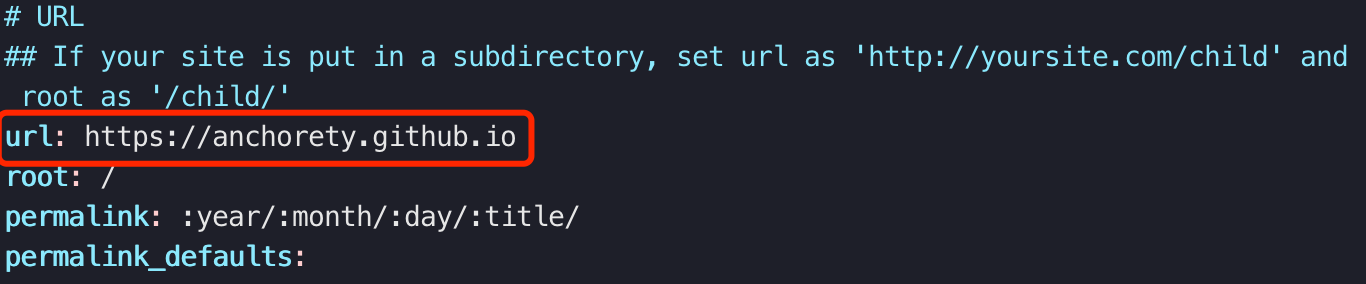 # URL
## If your site is put in a subdirectory, set url as 'http://yoursite.com/child' and
root as '/child/'
url: https://anchorety.github.io
root: /
permalink: :year/:month/:day/:title/
permalink_defaults: